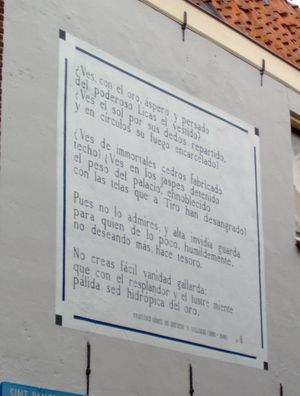 ¿Ves, con el oro, áspero y pesado
del poderoso Licas el vestido?
¿Ves el sol por sus dedos repartido,
y en círculos su fuego encarcelado?
¿Ves de inmortales cedros fabricado
techo? ¿Ves en los jaspes detenido
el peso del palacio, ennoblecido
con las telas que a Tiro han desangrado?
Pues no lo admires, y alta invidia guarda
para quien de lo poco, humildemente,
no deseando más, hace tesoro.
No creas fácil vanidad gallarda:
que con el resplandor y el lustre miente
pálida sed hidrópica del oro.
FRANCISCO GÓMEZ DE QUEVEDO Y VILLEGAS (1580 - 1645)
SINT